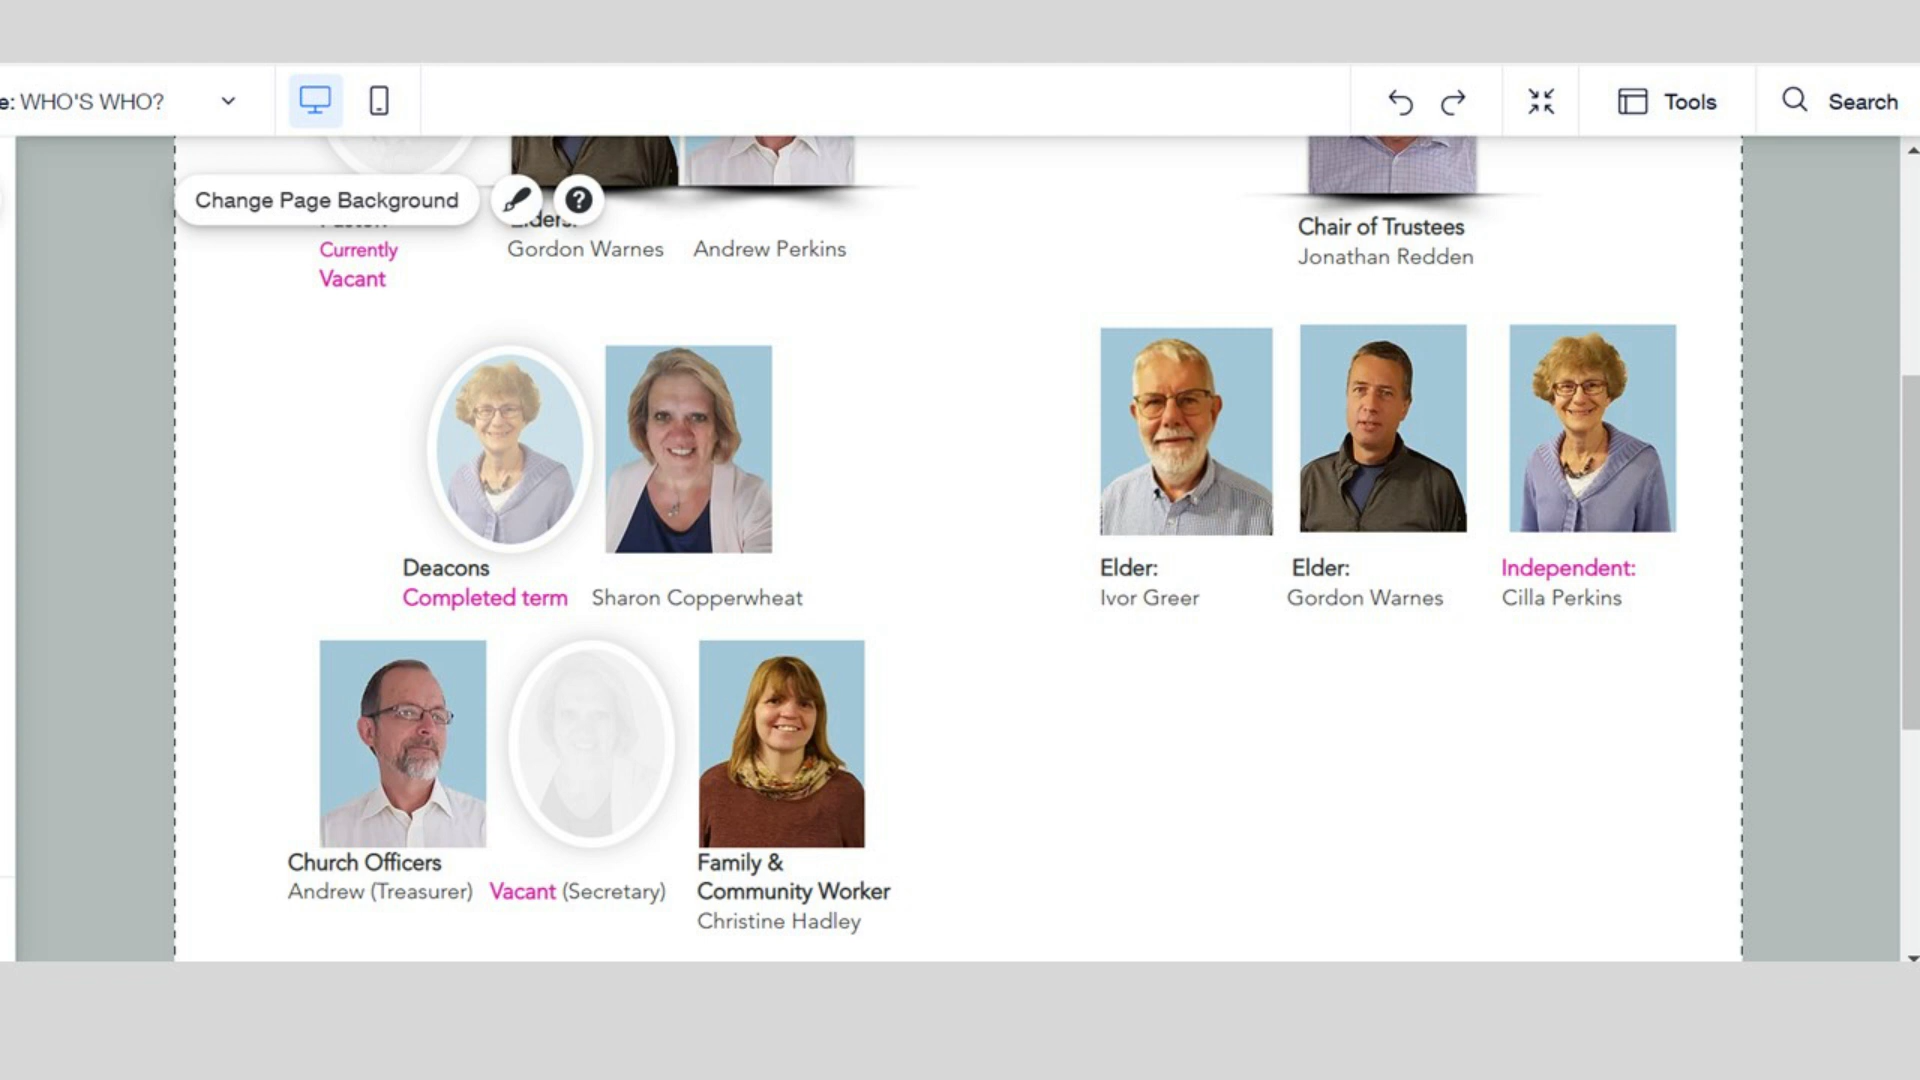 e: WHO'S WHO?
Tools
Search
Change Page Background
Currently
Vacant
Gordon Warnes
Andrew Perkins
Chair of Trustees
Jonathan Redden
Deacons
Completed term
Sharon Copperwheat
Elder:
Ivor Greer
Elder:
Gordon Warnes
Independent:
Cilla Perkins
Church Officers
Andrew (Treasurer)
Vacant (Secretary)
Family &
Community Worker
Christine Hadley